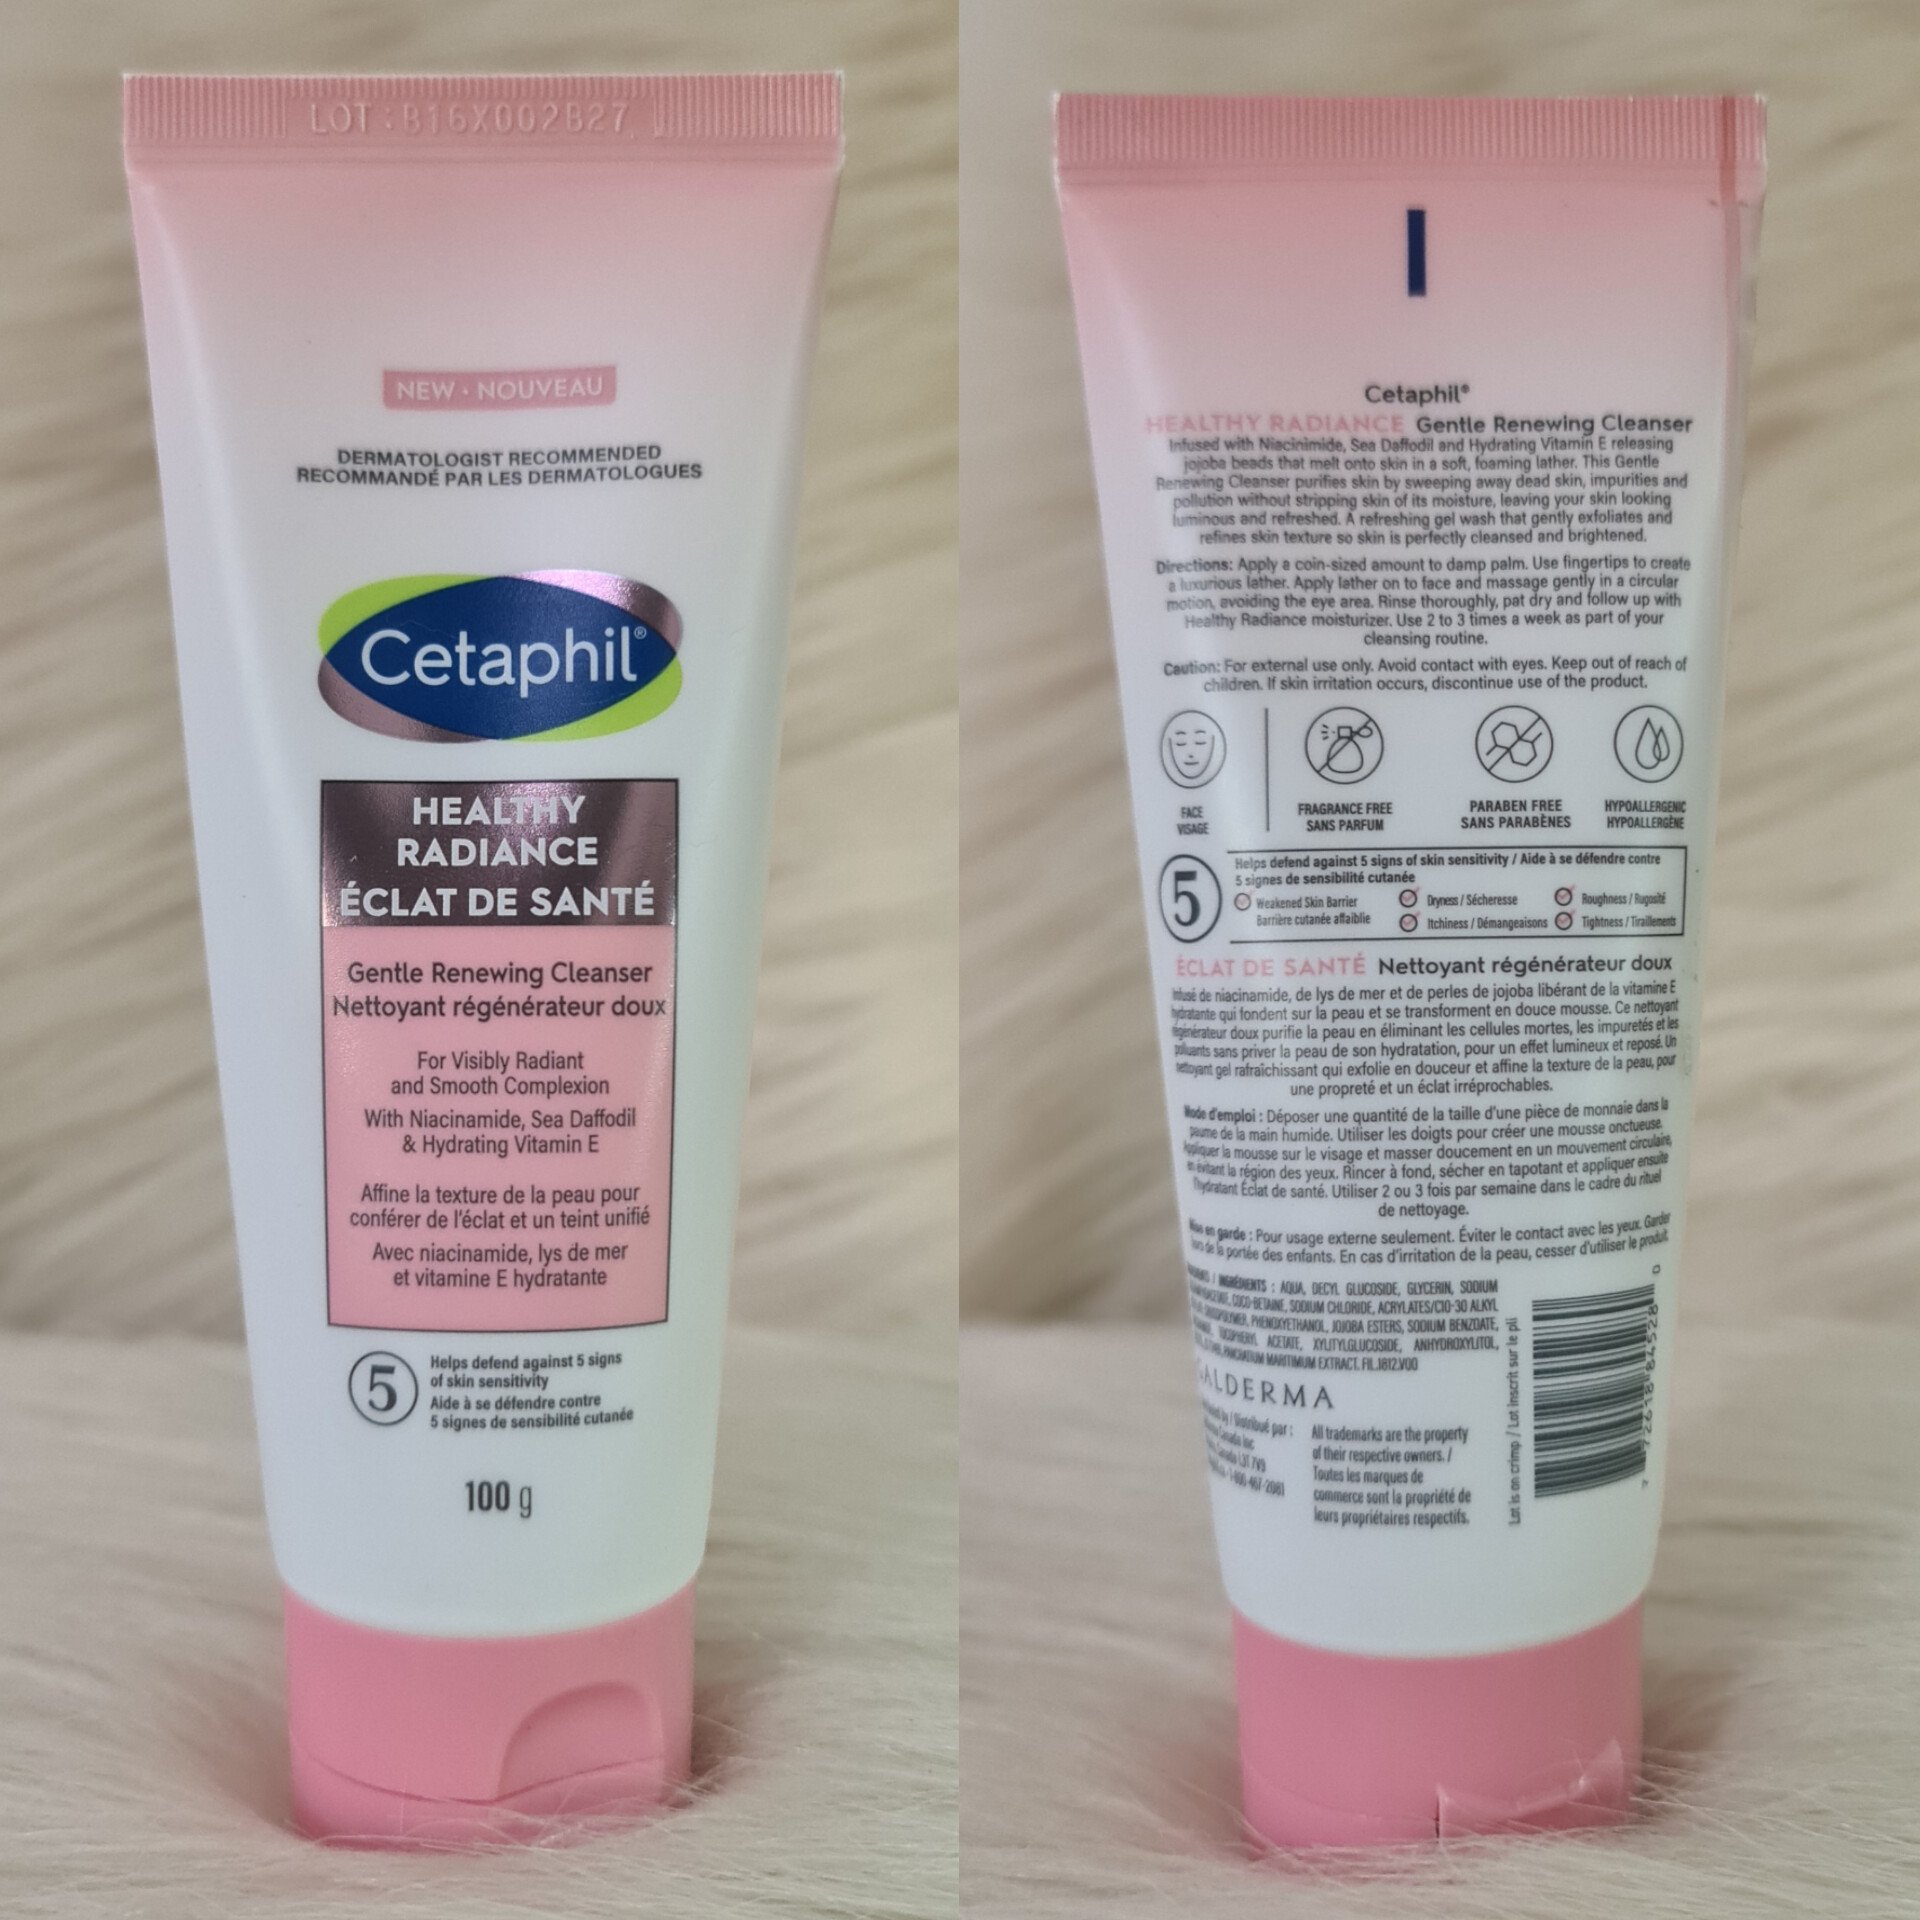 LOT : B16X002B27
NEW • NOUVEAU
DERMATOLOGIST RECOMMENDED
RECOMMANDÉ PAR LES DERMATOLOGUES
Cetaphil®
HEALTHY
RADIANCE
ÉCLAT DE SANTÉ
Gentle Renewing Cleanser
Nettoyant régénérateur doux
For Visibly Radiant
and Smooth Complexion
With Niacinamide, Sea Daffodil
& Hydrating Vitamin E
Affine la texture de la peau pour
conférer de l'éclat et un teint unifié
Avec niacinamide, lys de mer
et vitamine E hydratante
5
Helps defend against 5 signs
of skin sensitivity
Aide à se défendre contre
5 signes de sensibilité cutanée
100 g
Cetaphil®
HEALTHY RADIANCE Gentle Renewing Cleanser
Infused with Niacinimide, Sea Daffodil and Hydrating Vitamin E releasing
jojoba beads that melt onto skin in a soft, foaming lather. This Gentle
Renewing Cleanser purifies skin by sweeping away dead skin, impurities and
pollution without stripping skin of its moisture, leaving your skin looking
luminous and refreshed. A refreshing gel wash that gently exfoliates and
refines skin texture so skin is perfectly cleansed and brightened.
Directions: Apply a coin-sized amount to damp palm. Use fingertips to create
a luxurious lather. Apply lather on to face and massage gently in a circular
motion, avoiding the eye area. Rinse thoroughly, pat dry and follow up with
Healthy Radiance moisturizer. Use 2 to 3 times a week as part of your
cleansing routine.
Caution: For external use only. Avoid contact with eyes. Keep out of reach of
children. If skin irritation occurs, discontinue use of the product.
FACE
VISAGE
FRAGRANCE FREE
SANS PARFUM
PARABEN FREE
SANS PARABÈNES
HYPOALLERGENIC
HYPOALLERGÈNE
5
Helps defend against 5 signs of skin sensitivity / Aide à se défendre contre
5 signes de sensibilité cutanée
Weakened Skin Barrier
Barrière cutanée affaiblie
Dryness / Sécheresse
Roughness / Rugosité
Itchiness / Démangeaisons
Tightness / Tiraillements
ÉCLAT DE SANTÉ Nettoyant régénérateur doux
Infusé de niacinamide, de lys de mer et de perles de jojoba libérant de la vitamine E
hydratante qui fondent sur la peau et se transforment en douce mousse. Ce nettoyant
régénérateur doux purifie la peau en éliminant les cellules mortes, les impuretés et les
polluants sans priver la peau de son hydratation, pour un effet lumineux et reposé. Un
nettoyant gel rafraîchissant qui exfolie en douceur et affine la texture de la peau, pour
une propreté et un éclat irréprochables.
Mode d'emploi : Déposer une quantité de la taille d'une pièce de monnaie dans la
paume de la main humide. Utiliser les doigts pour créer une mousse onctueuse.
Appliquer la mousse sur le visage et masser doucement en un mouvement circulaire,
en évitant la région des yeux. Rincer à fond, sécher en tapotant et appliquer ensuite
l'hydratant Éclat de santé. Utiliser 2 ou 3 fois par semaine dans le cadre du rituel
de nettoyage.
Mise en garde : Pour usage externe seulement. Éviter le contact avec les yeux. Garder
hors de la portée des enfants. En cas d'irritation de la peau, cesser d'utiliser le produit.
/ INGRÉDIENTS : AQUA, DECYL GLUCOSIDE, GLYCERIN, SODIUM
COCO-BETAINE, SODIUM CHLORIDE, ACRYLATES/C10-30 ALKYL
PHENOXYETHANOL, JOJOBA ESTERS, SODIUM BENZOATE,
TOCOPHERYL ACETATE, XYLITYLGLUCOSIDE, ANHYDROXYLITOL,
PANCRATIUM MARITIMUM EXTRACT. FIL.1812.V00
GALDERMA
/ Distribué par :
Canada Inc
Canada L3T 7V9
1-800-467-2081
All trademarks are the property
of their respective owners. /
Toutes les marques de
commerce sont la propriété de
leurs propriétaires respectifs.
Lot is on crimp / Lot inscrit sur le pli